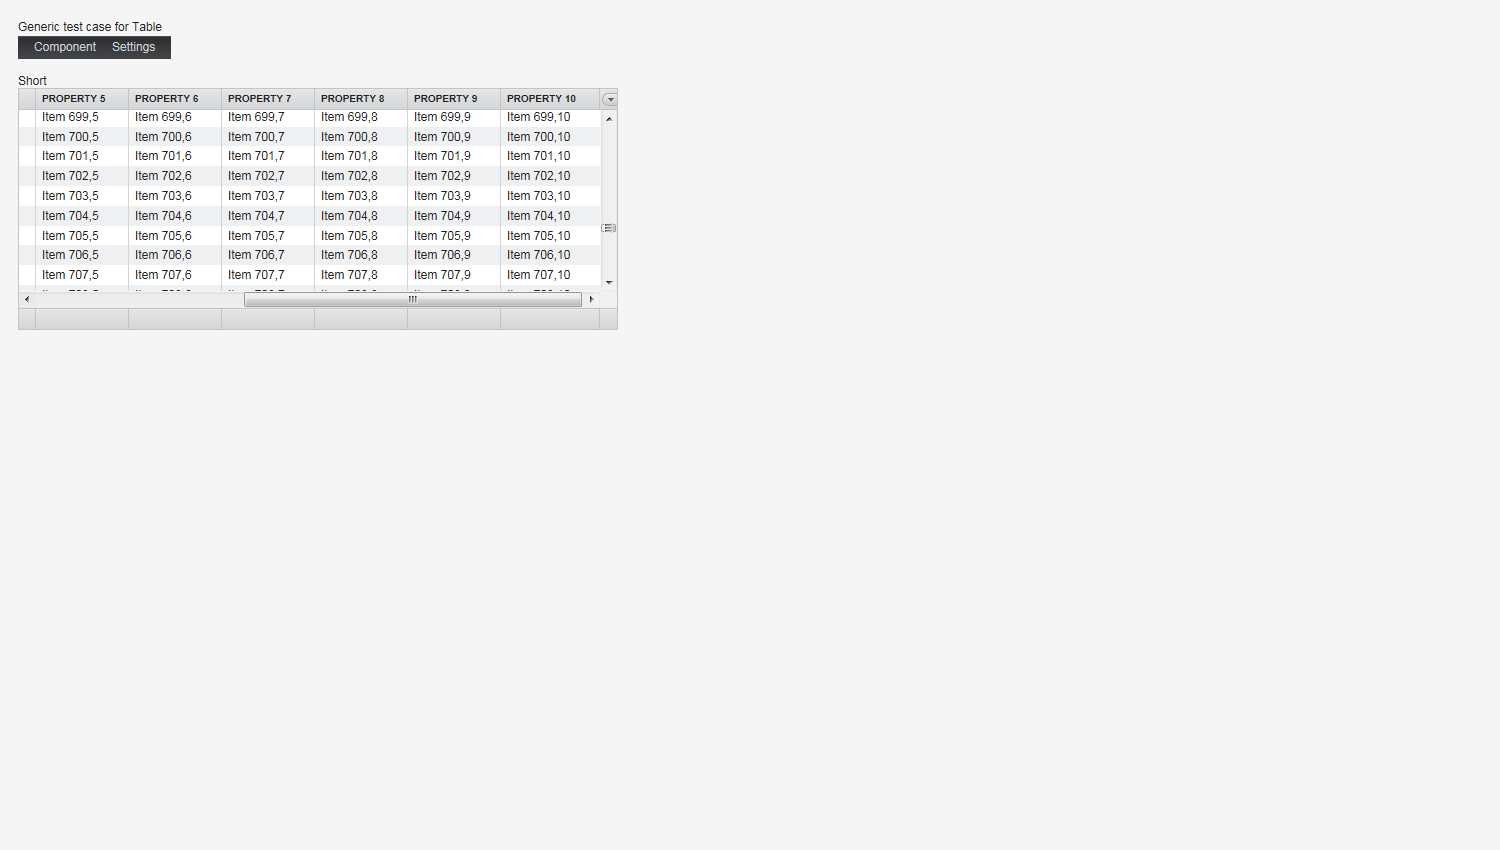 Generic test case for Table
Component Settings
Short
PROPERTY 5 PROPERTY 6 PROPERTY 7 PROPERTY 8 PROPERTY 9 PROPERTY 10
Item 699,5 Item 699,6 Item 699,7 Item 699,8 Item 699,9 Item 699,10
Item 700,5 Item 700,6 Item 700,7 Item 700,8 Item 700,9 Item 700,10
Item 701,5 Item 701,6 Item 701,7 Item 701,8 Item 701,9 Item 701,10
Item 702,5 Item 702,6 Item 702,7 Item 702,8 Item 702,9 Item 702,10
Item 703,5 Item 703,6 Item 703,7 Item 703,8 Item 703,9 Item 703,10
Item 704,5 Item 704,6 Item 704,7 Item 704,8 Item 704,9 Item 704,10
Item 705,5 Item 705,6 Item 705,7 Item 705,8 Item 705,9 Item 705,10
Item 706,5 Item 706,6 Item 706,7 Item 706,8 Item 706,9 Item 706,10
Item 707,5 Item 707,6 Item 707,7 Item 707,8 Item 707,9 Item 707,10